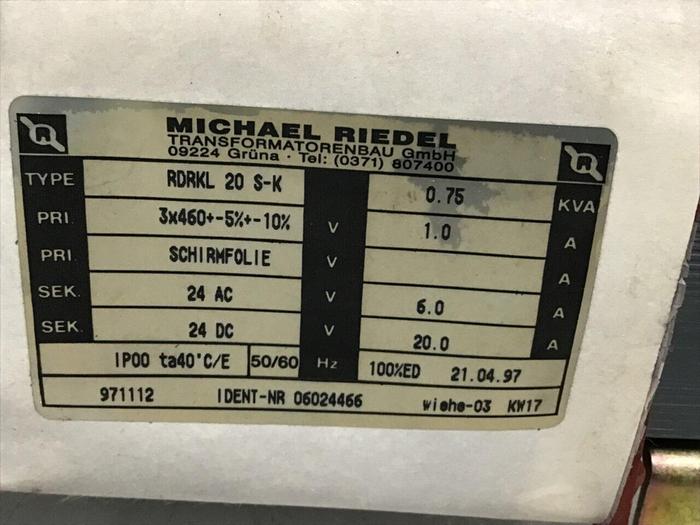 MICHAEL RIEDEL
TRANSFORMATORENBAU GmbH
09224 Grüna · Tel: (0371) 807400
TYPE RDRKL 20 S-K 0.75 KVA
PRI. 3x460+-5%+-10% V 1.0 A
PRI. SCHIRMFOLIE V A
SEK. 24 AC V 6.0 A
SEK. 24 DC V 20.0 A
IP00 ta40°C/E 50/60 Hz 100%ED 21.04.97
971112 IDENT-NR 06024466 wiehe-03 KW17